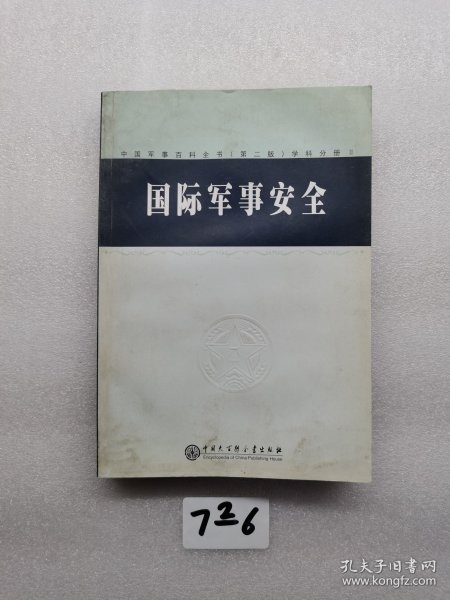 中国军事百科全书（第二版）学科分册 II
国际军事安全
中国大百科全书出版社
Encyclopedia of China Publishing House
726
孔夫子旧书网
www.kongfz.com